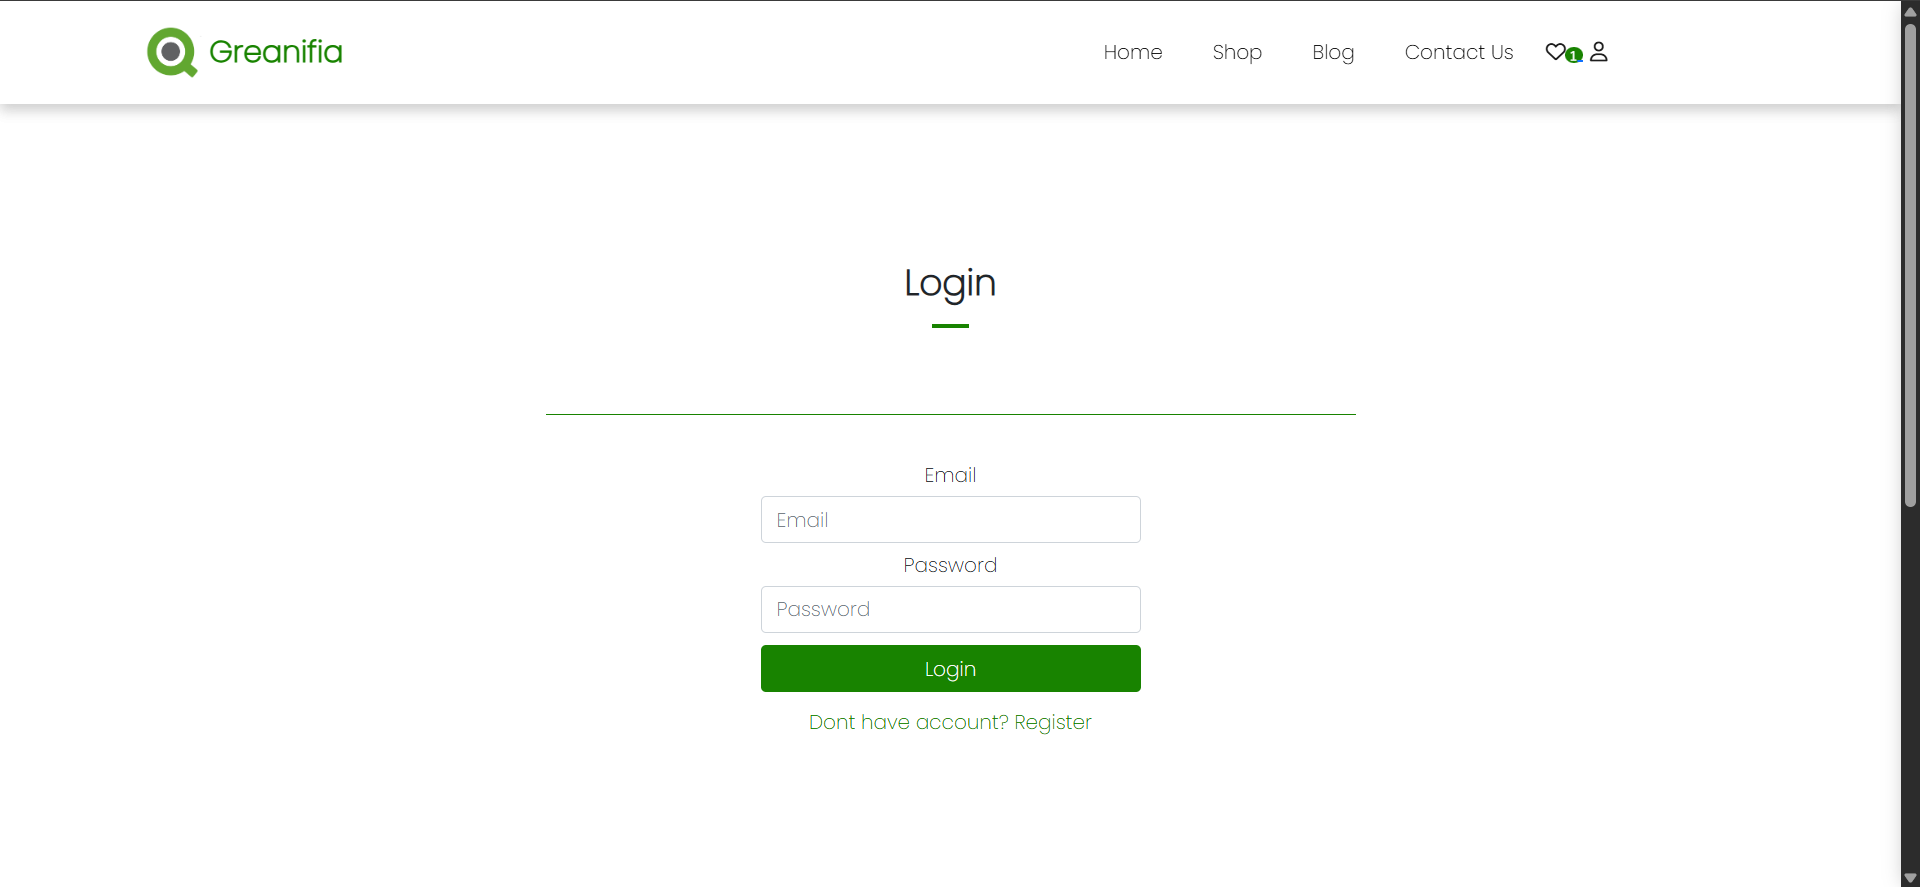 Greanifia
Home Shop Blog Contact Us 1
Login
Email
Email
Password
Password
Login
Dont have account? Register